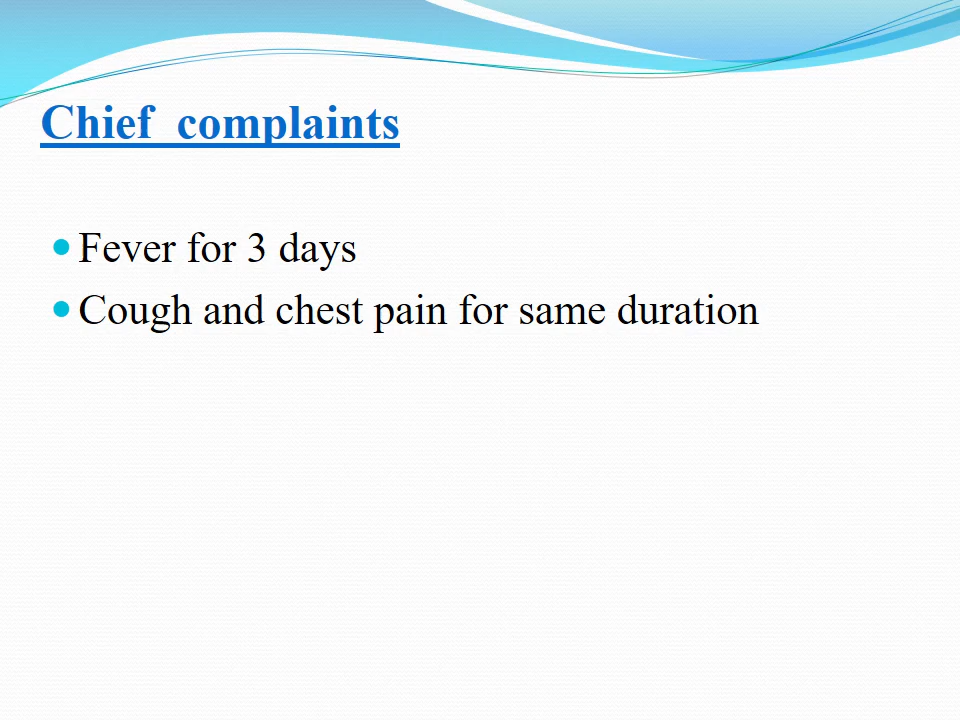 Chief  complaints
Fever for 3 days
Cough and chest pain for same duration